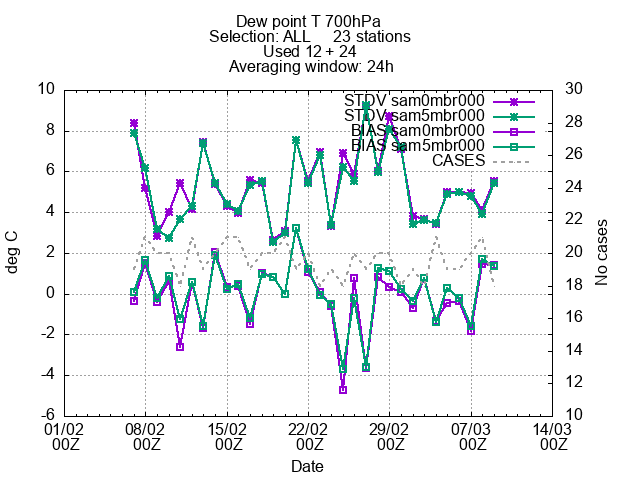 Dew point T 700hPa
Selection: ALL 23 stations
Used 12 + 24
Averaging window: 24h
STDV sam0mbr000
STDV sam5mbr000
BIAS sam0mbr000
BIAS sam5mbr000
CASES
10
8
6
4
2
0
-2
-4
-6
deg C
30
28
26
24
22
20
18
16
14
12
10
No cases
01/02 08/02 15/02 22/02 29/02 07/03 14/03
00Z 00Z 00Z 00Z 00Z 00Z 00Z
Date